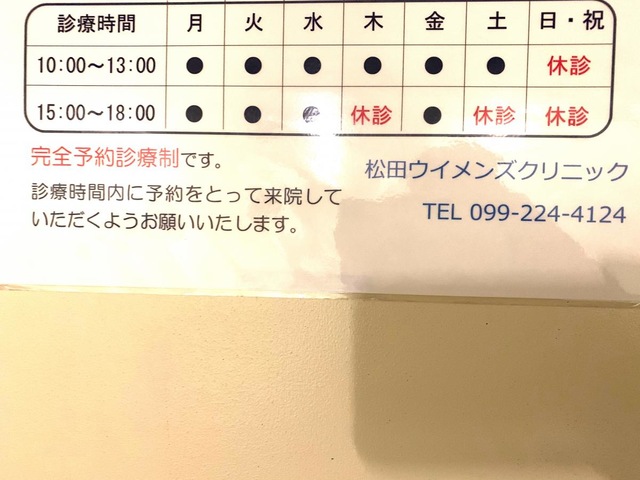 診療時間 月 火 水 木 金 土 日・祝
10:00～13:00 ● ● ● ● ● ● 休診
15:00～18:00 ● ● ● 休診 ● 休診 休診
完全予約診療制です。
診療時間内に予約をとって来院して
いただくようお願いいたします。
松田ウイメンズクリニック
TEL 099-224-4124